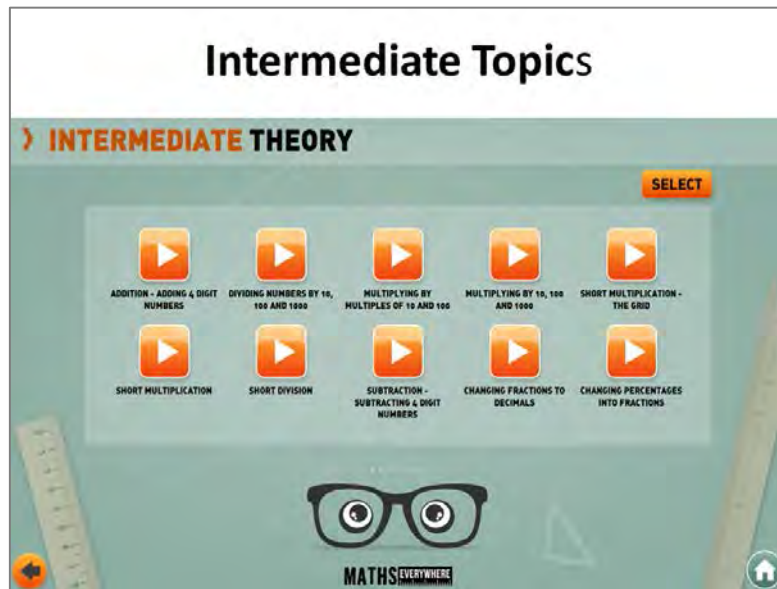 Intermediate Topics
INTERMEDIATE THEORY
SELECT
ADDITION - ADDING 4 DIGIT
NUMBERS
DIVIDING NUMBERS BY 10,
100 AND 1000
MULTIPLYING BY
MULTIPLES OF 10 AND 100
MULTIPLYING BY 10, 100
AND 1000
SHORT MULTIPLICATION -
THE GRID
SHORT MULTIPLICATION
SHORT DIVISION
SUBTRACTION -
SUBTRACTING 4 DIGIT
NUMBERS
CHANGING FRACTIONS TO
DECIMALS
CHANGING PERCENTAGES
INTO FRACTIONS
MATHS EVERYWHERE